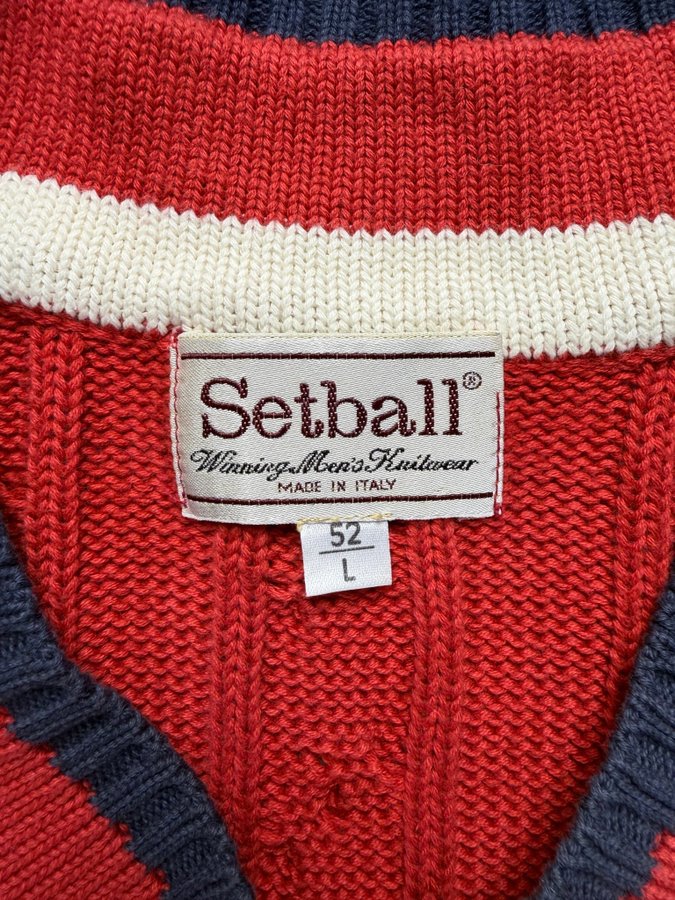 Setball®
Winning Men's Knitwear
MADE IN ITALY
52
L